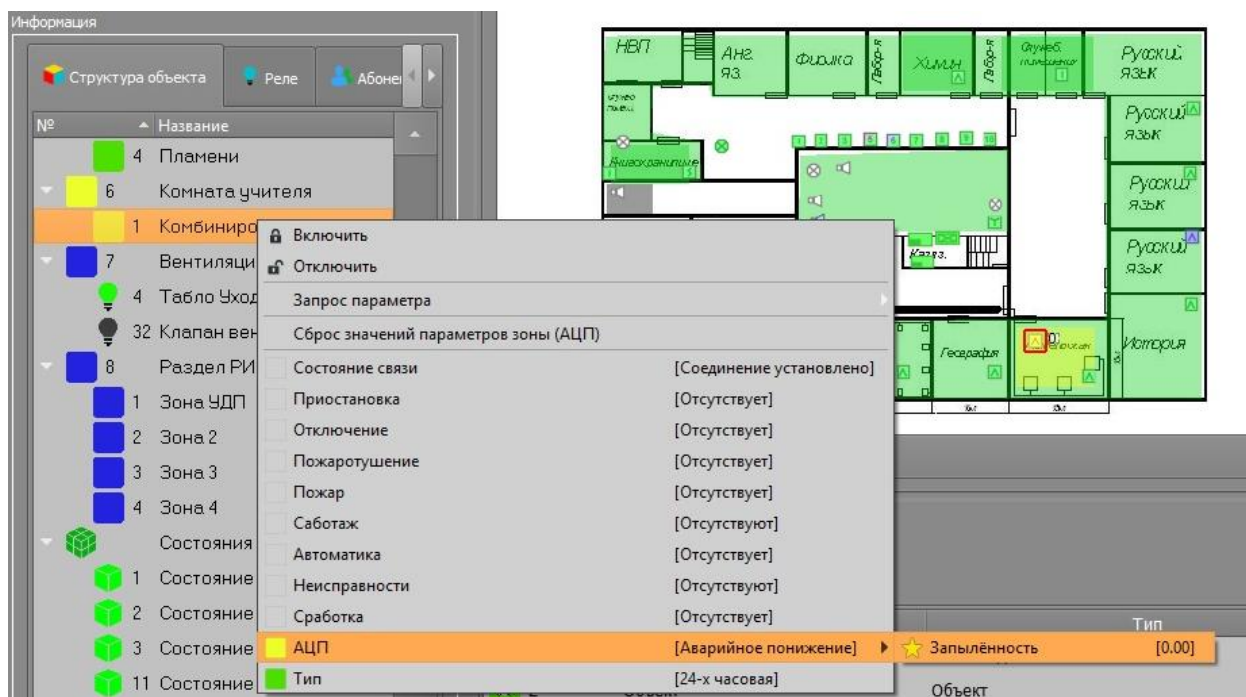 Информация
Структура объекта
Реле
Абоне
№
Название
4 Пламени
6 Комната учителя
1 Комбиниро
7 Вентиляци
4 Табло Уход
32 Клапан вен
8 Раздел РИ
1 Зона УДП
2 Зона 2
3 Зона 3
4 Зона 4
Состояния
1 Состояние
2 Состояние
3 Состояние
11 Состояние
Включить
Отключить
Запрос параметра
Сброс значений параметров зоны (АЦП)
Состояние связи [Соединение установлено]
Приостановка [Отсутствует]
Отключение [Отсутствует]
Пожаротушение [Отсутствует]
Пожар [Отсутствует]
Саботаж [Отсутствуют]
Автоматика [Отсутствует]
Неисправности [Отсутствуют]
Сработка [Отсутствует]
АЦП [Аварийное понижение]
Тип [24-х часовая]
Запылённость [0.00]
Тип
Объект
НВП
Анг.
яз.
Физика
Лабор-я
Химия
Лабор-я
Русский
язык
Русский
язык
Книгохранилище
Русский
язык
Русский
язык
География
История